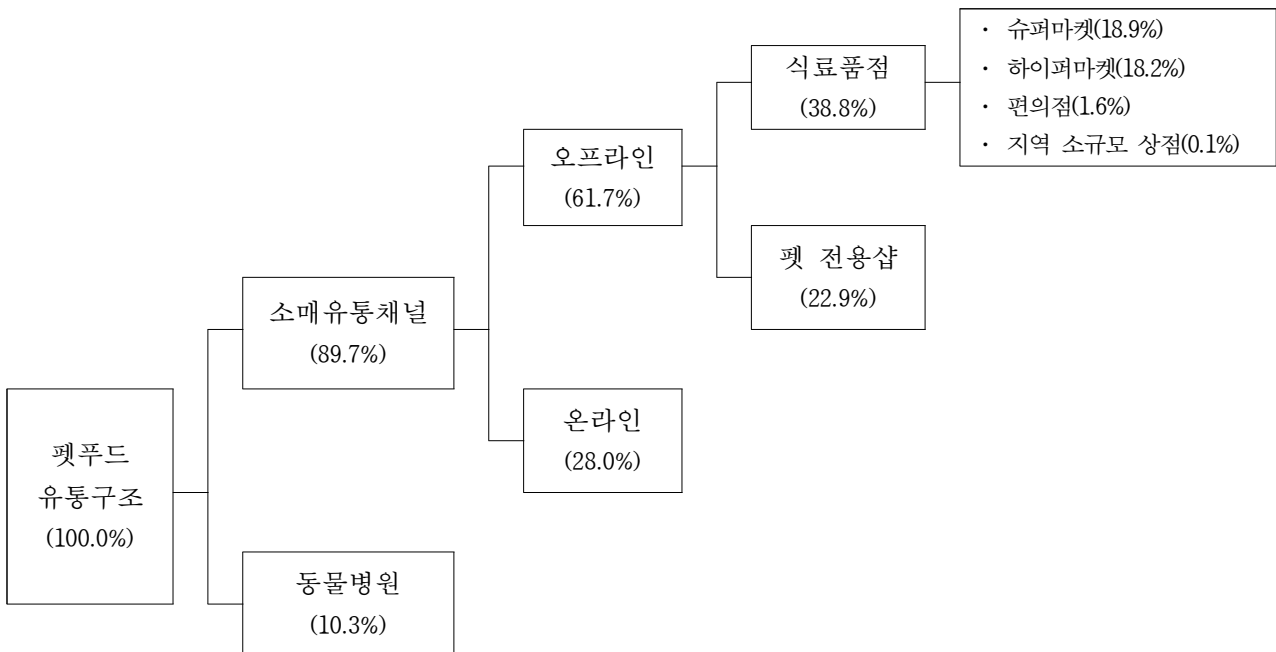 펫푸드
유통구조
(100.0%)
소매유통채널
(89.7%)
동물병원
(10.3%)
오프라인
(61.7%)
온라인
(28.0%)
식료품점
(38.8%)
펫 전용샵
(22.9%)
· 슈퍼마켓(18.9%)
· 하이퍼마켓(18.2%)
· 편의점(1.6%)
· 지역 소규모 상점(0.1%)